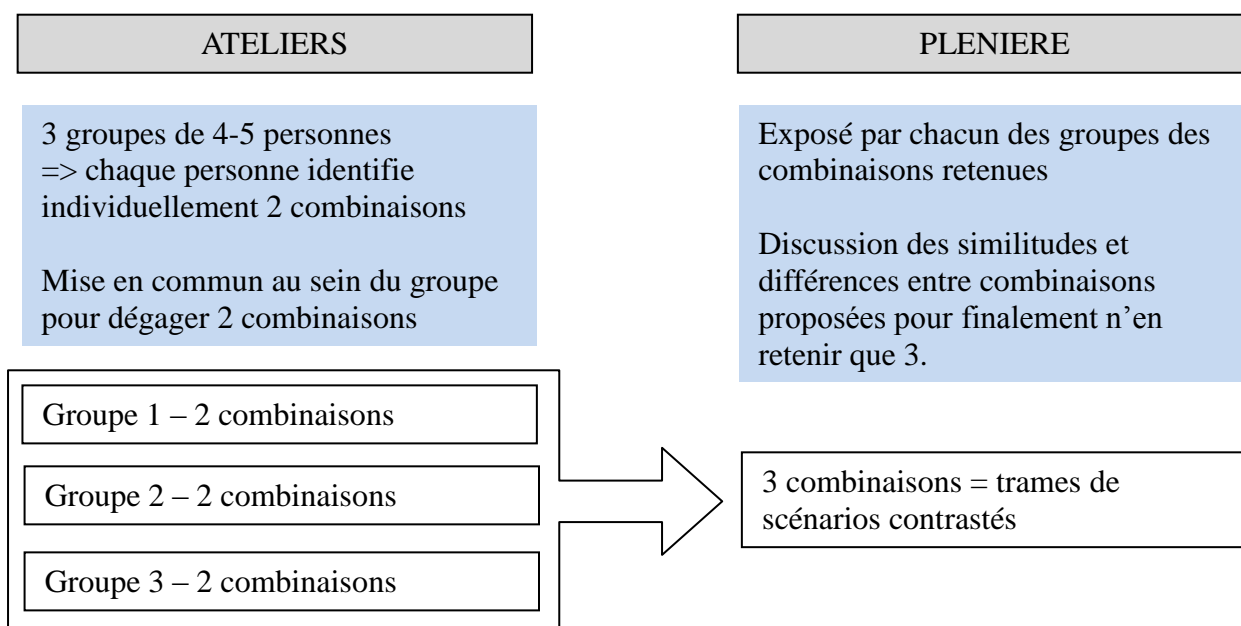 ATELIERS
3 groupes de 4-5 personnes
=> chaque personne identifie
individuellement 2 combinaisons
Mise en commun au sein du groupe
pour dégager 2 combinaisons
Groupe 1 – 2 combinaisons
Groupe 2 – 2 combinaisons
Groupe 3 – 2 combinaisons
PLENIERE
Exposé par chacun des groupes des
combinaisons retenues
Discussion des similitudes et
différences entre combinaisons
proposées pour finalement n’en
retenir que 3.
3 combinaisons = trames de
scénarios contrastés